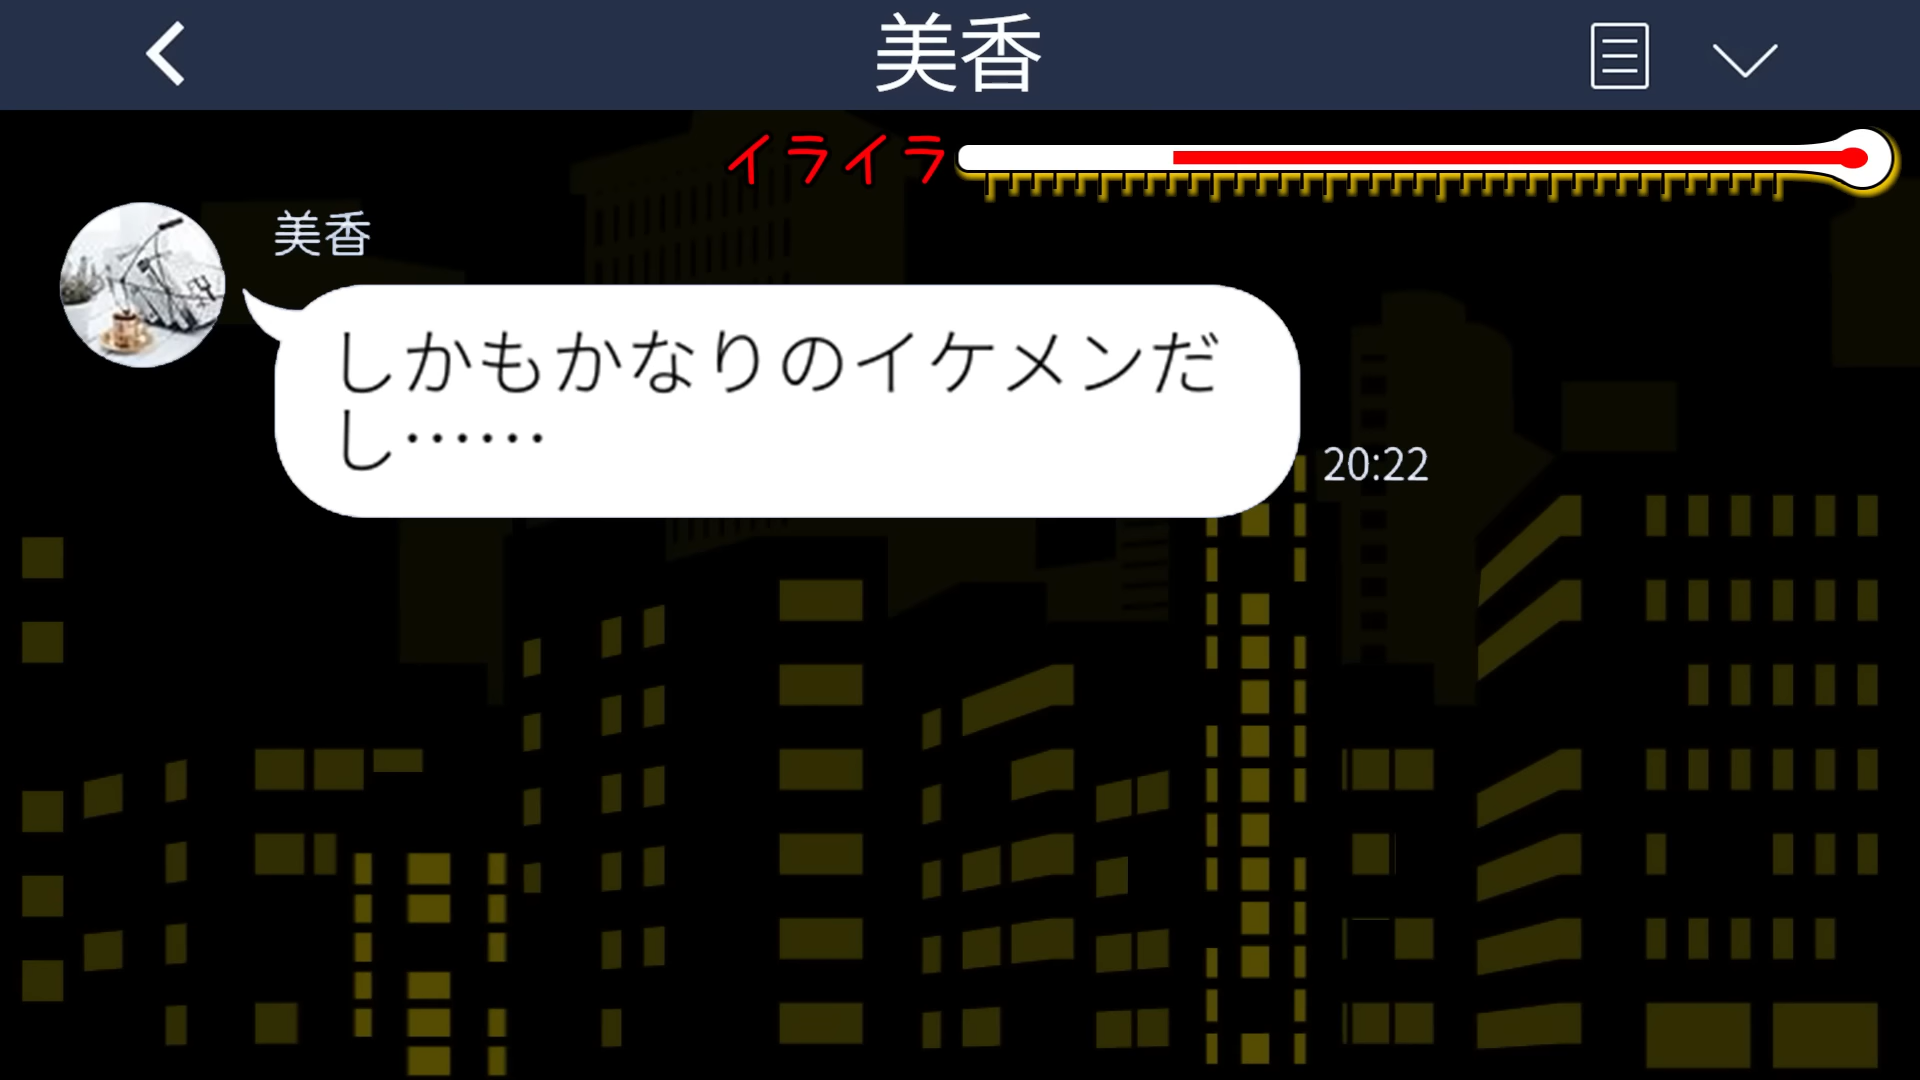 美香
イライラ
美香
しかもかなりのイケメンだ
し……
20:22